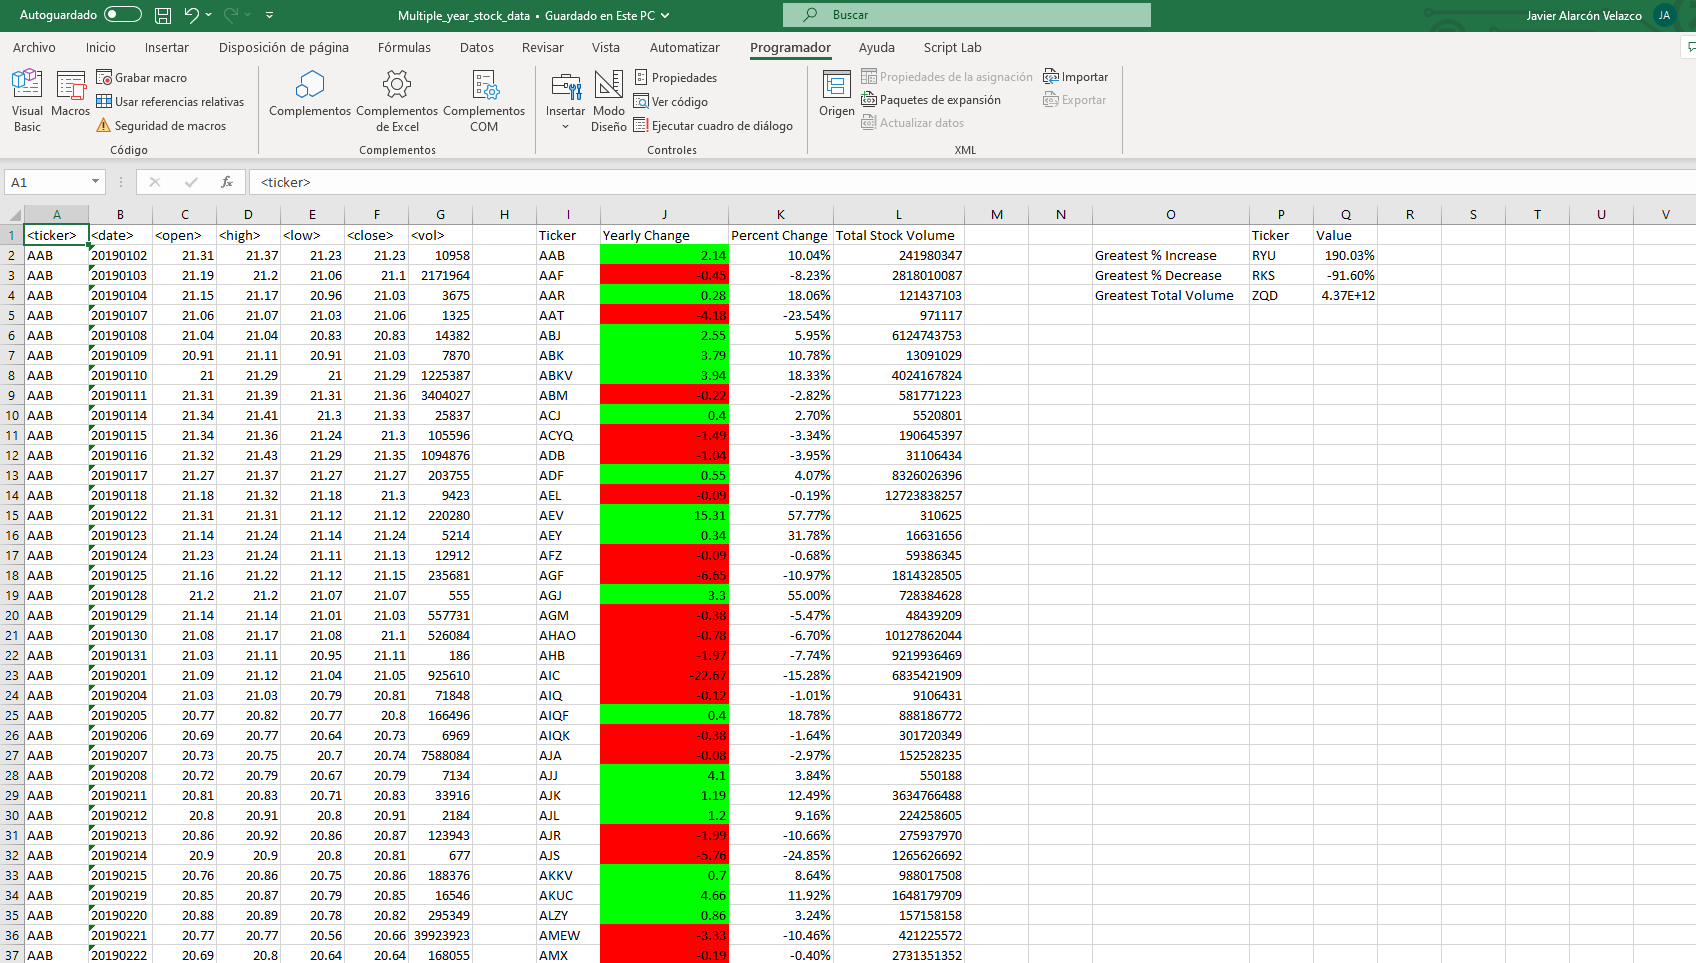 Autoguardado Multiple_year_stock_data • Guardado en Este PC Buscar Javier Alarcón Velazco JA
Archivo Inicio Insertar Disposición de página Fórmulas Datos Revisar Vista Automatizar Programador Ayuda Script Lab
Visual Basic
Macros
Grabar macro
Usar referencias relativas
Seguridad de macros
Código
Complementos
Complementos de Excel
Complementos COM
Complementos
Insertar
Modo Diseño
Propiedades
Ver código
Ejecutar cuadro de diálogo
Controles
Origen
Propiedades de la asignación
Paquetes de expansión
Actualizar datos
Importar
Exportar
XML
A1 fx <ticker>
A B C D E F G H I J K L M N O P Q R S T U V
1 <ticker> <date> <open> <high> <low> <close> <vol> Ticker Yearly Change Percent Change Total Stock Volume Ticker Value
2 AAB 20190102 21.31 21.37 21.23 21.23 10958 AAB 2.14 10.04% 241980347 Greatest % Increase RYU 190.03%
3 AAB 20190103 21.19 21.2 21.06 21.1 2171964 AAF -0.45 -8.23% 2818010087 Greatest % Decrease RKS -91.60%
4 AAB 20190104 21.15 21.17 20.96 21.03 3675 AAR 0.28 18.06% 121437103 Greatest Total Volume ZQD 4.37E+12
5 AAB 20190107 21.06 21.07 21.03 21.06 1325 AAT -4.18 -23.54% 971117
6 AAB 20190108 21.04 21.04 20.83 20.83 14382 ABJ 2.55 5.95% 6124743753
7 AAB 20190109 20.91 21.11 20.91 21.03 7870 ABK 3.79 10.78% 13091029
8 AAB 20190110 21 21.29 21 21.29 1225387 ABKV 3.94 18.33% 4024167824
9 AAB 20190111 21.31 21.39 21.31 21.36 3404027 ABM -0.22 -2.82% 581771223
10 AAB 20190114 21.34 21.41 21.3 21.33 25837 ACJ 0.4 2.70% 5520801
11 AAB 20190115 21.34 21.36 21.24 21.3 105596 ACYQ -1.49 -3.34% 190645397
12 AAB 20190116 21.32 21.43 21.29 21.35 1094876 ADB -1.04 -3.95% 31106434
13 AAB 20190117 21.27 21.37 21.27 21.27 203755 ADF 0.55 4.07% 8326026396
14 AAB 20190118 21.18 21.32 21.18 21.3 9423 AEL -0.09 -0.19% 12723838257
15 AAB 20190122 21.31 21.31 21.12 21.12 220280 AEV 15.31 57.77% 310625
16 AAB 20190123 21.14 21.24 21.14 21.24 5214 AEY 0.34 31.78% 16631656
17 AAB 20190124 21.23 21.24 21.11 21.13 12912 AFZ -0.09 -0.68% 59386345
18 AAB 20190125 21.16 21.22 21.12 21.15 235681 AGF -6.65 -10.97% 1814328505
19 AAB 20190128 21.2 21.2 21.07 21.07 555 AGJ 3.3 55.00% 728384628
20 AAB 20190129 21.14 21.14 21.01 21.03 557731 AGM -0.38 -5.47% 48439209
21 AAB 20190130 21.08 21.17 21.08 21.1 526084 AHAO -0.78 -6.70% 10127862044
22 AAB 20190131 21.03 21.11 20.95 21.11 186 AHB -1.97 -7.74% 9219936469
23 AAB 20190201 21.09 21.12 21.04 21.05 925610 AIC -22.67 -15.28% 6835421909
24 AAB 20190204 21.03 21.03 20.79 20.81 71848 AIQ -0.12 -1.01% 9106431
25 AAB 20190205 20.77 20.82 20.77 20.8 166496 AIQF 0.4 18.78% 888186772
26 AAB 20190206 20.69 20.77 20.64 20.73 6969 AIQK -0.38 -1.64% 301720349
27 AAB 20190207 20.73 20.75 20.7 20.74 7588084 AJA -0.08 -2.97% 152528235
28 AAB 20190208 20.72 20.79 20.67 20.79 7134 AJJ 4.1 3.84% 550188
29 AAB 20190211 20.81 20.83 20.71 20.83 33916 AJK 1.19 12.49% 3634766488
30 AAB 20190212 20.8 20.91 20.8 20.91 2184 AJL 1.2 9.16% 224258605
31 AAB 20190213 20.86 20.92 20.86 20.87 123943 AJR -1.99 -10.66% 275937970
32 AAB 20190214 20.9 20.9 20.8 20.81 677 AJS -5.76 -24.85% 1265626692
33 AAB 20190215 20.76 20.86 20.75 20.86 188376 AKKV 0.7 8.64% 988017508
34 AAB 20190219 20.85 20.87 20.79 20.85 16546 AKUC 4.66 11.92% 1648179709
35 AAB 20190220 20.88 20.89 20.78 20.82 295349 ALZY 0.86 3.24% 157158158
36 AAB 20190221 20.77 20.77 20.56 20.66 39923923 AMEW -3.33 -10.46% 421225572
37 AAB 20190222 20.69 20.8 20.64 20.64 168055 AMX -0.19 -0.40% 2731351352